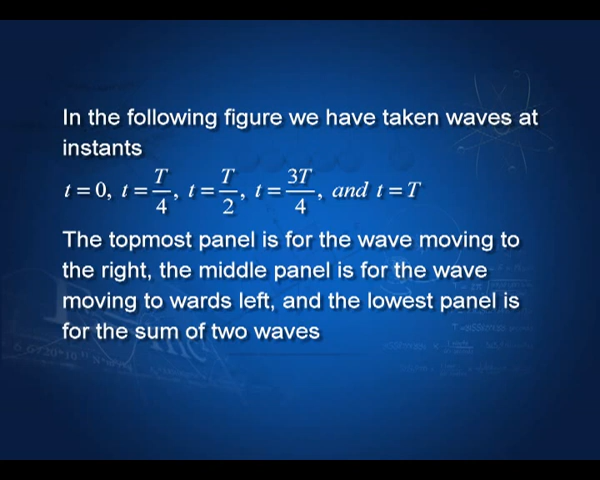 In the following figure we have taken waves at
instants
t = 0, t = T/4, t = T/2, t = 3T/4, and t = T
The topmost panel is for the wave moving to
the right, the middle panel is for the wave
moving to wards left, and the lowest panel is
for the sum of two waves